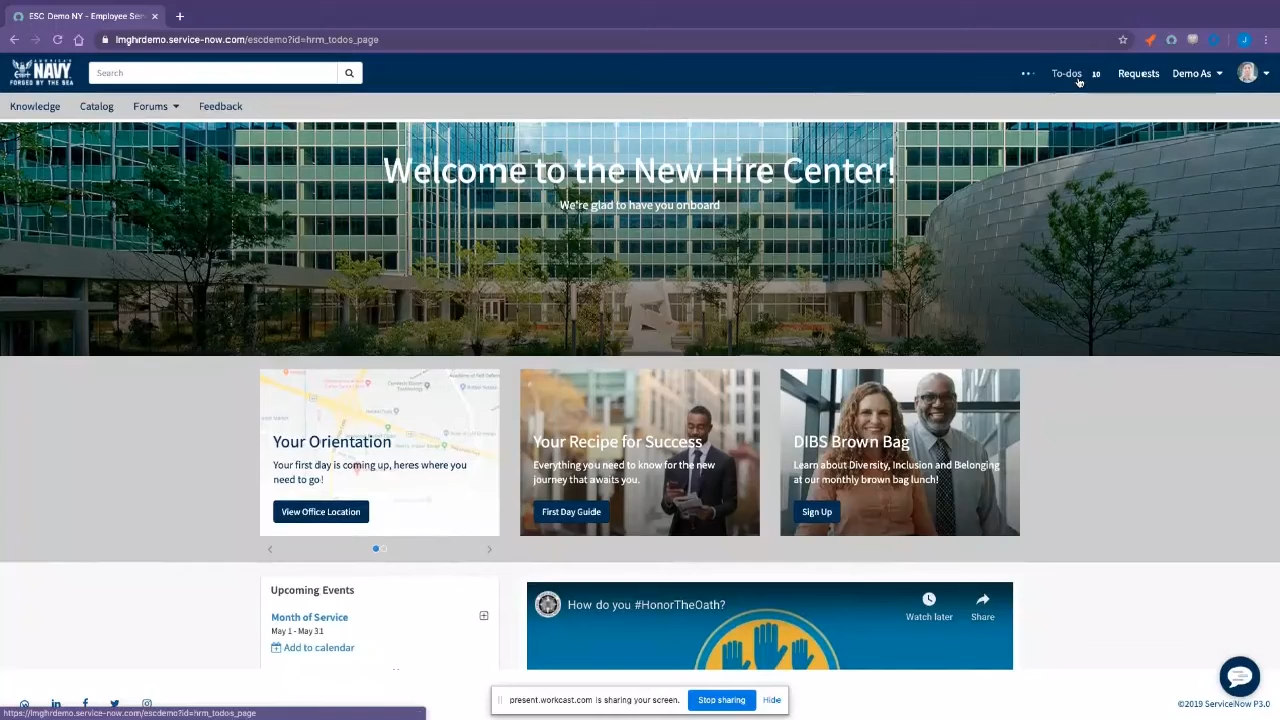 ESC Demo NY - Employee Ser
lmghrdemo.service-now.com/escdemo?id=hrm_todos_page
AMERICA'S
NAVY
FORGED BY THE SEA
Search
To-dos 10
Requests
Demo As
Knowledge
Catalog
Forums
Feedback
Welcome to the New Hire Center!
We're glad to have you onboard
Your Orientation
Your first day is coming up, heres where you
need to go!
View Office Location
Your Recipe for Success
Everything you need to know for the new
journey that awaits you.
First Day Guide
DIBS Brown Bag
Learn about Diversity, Inclusion and Belonging
at our monthly brown bag lunch!
Sign Up
Upcoming Events
Month of Service
May 1 - May 31
Add to calendar
How do you #HonorTheOath?
Watch later
Share
present.workcast.com is sharing your screen.
Stop sharing
Hide
©2019 ServiceNow P3.0
https://lmghrdemo.service-now.com/escdemo?id=hrm_todos_page